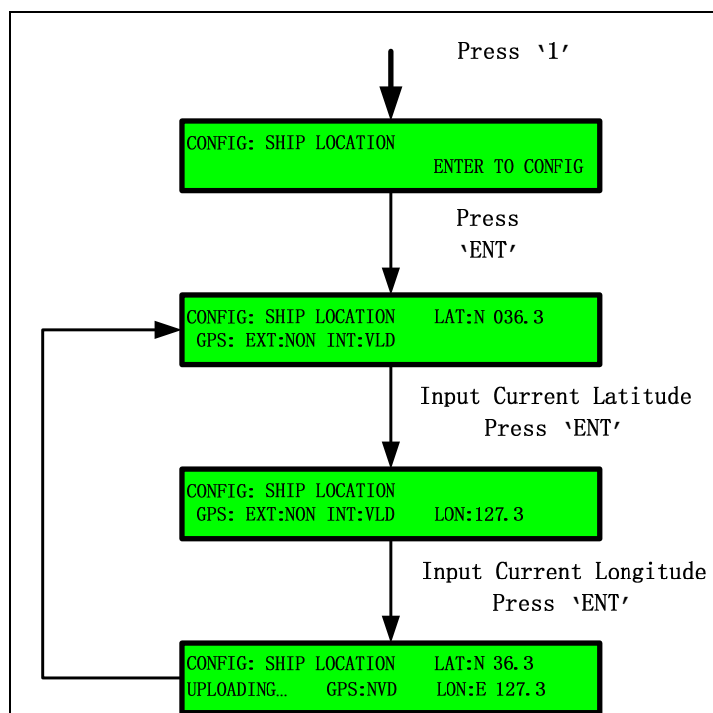 Press ‵1′
CONFIG: SHIP LOCATION
ENTER TO CONFIG
Press
‵ENT′
CONFIG: SHIP LOCATION LAT:N 036.3
GPS: EXT:NON INT:VLD
Input Current Latitude
Press ‵ENT′
CONFIG: SHIP LOCATION
GPS: EXT:NON INT:VLD LON:127.3
Input Current Longitude
Press ‵ENT′
CONFIG: SHIP LOCATION LAT:N 36.3
UPLOADING… GPS:NVD LON:E 127.3